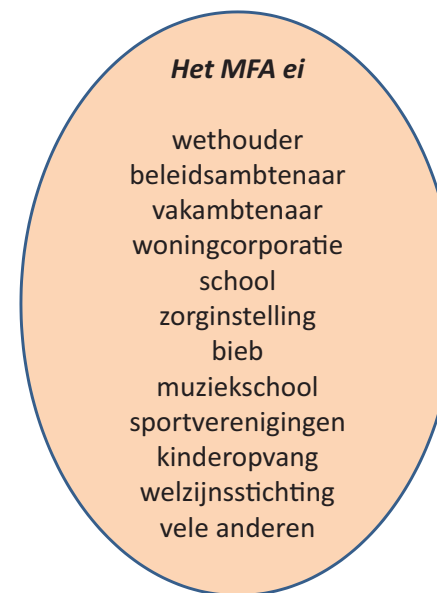 Het MFA ei
wethouder
beleidsambtenaar
vakambtenaar
woningcorporatie
school
zorginstelling
bieb
muziekschool
sportverenigingen
kinderopvang
welzijnsstichting
vele anderen